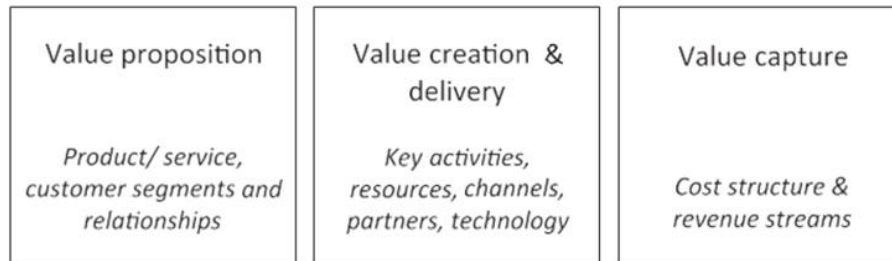 Value proposition
Product/ service,
customer segments and
relationships
Value creation &
delivery
Key activities,
resources, channels,
partners, technology
Value capture
Cost structure &
revenue streams